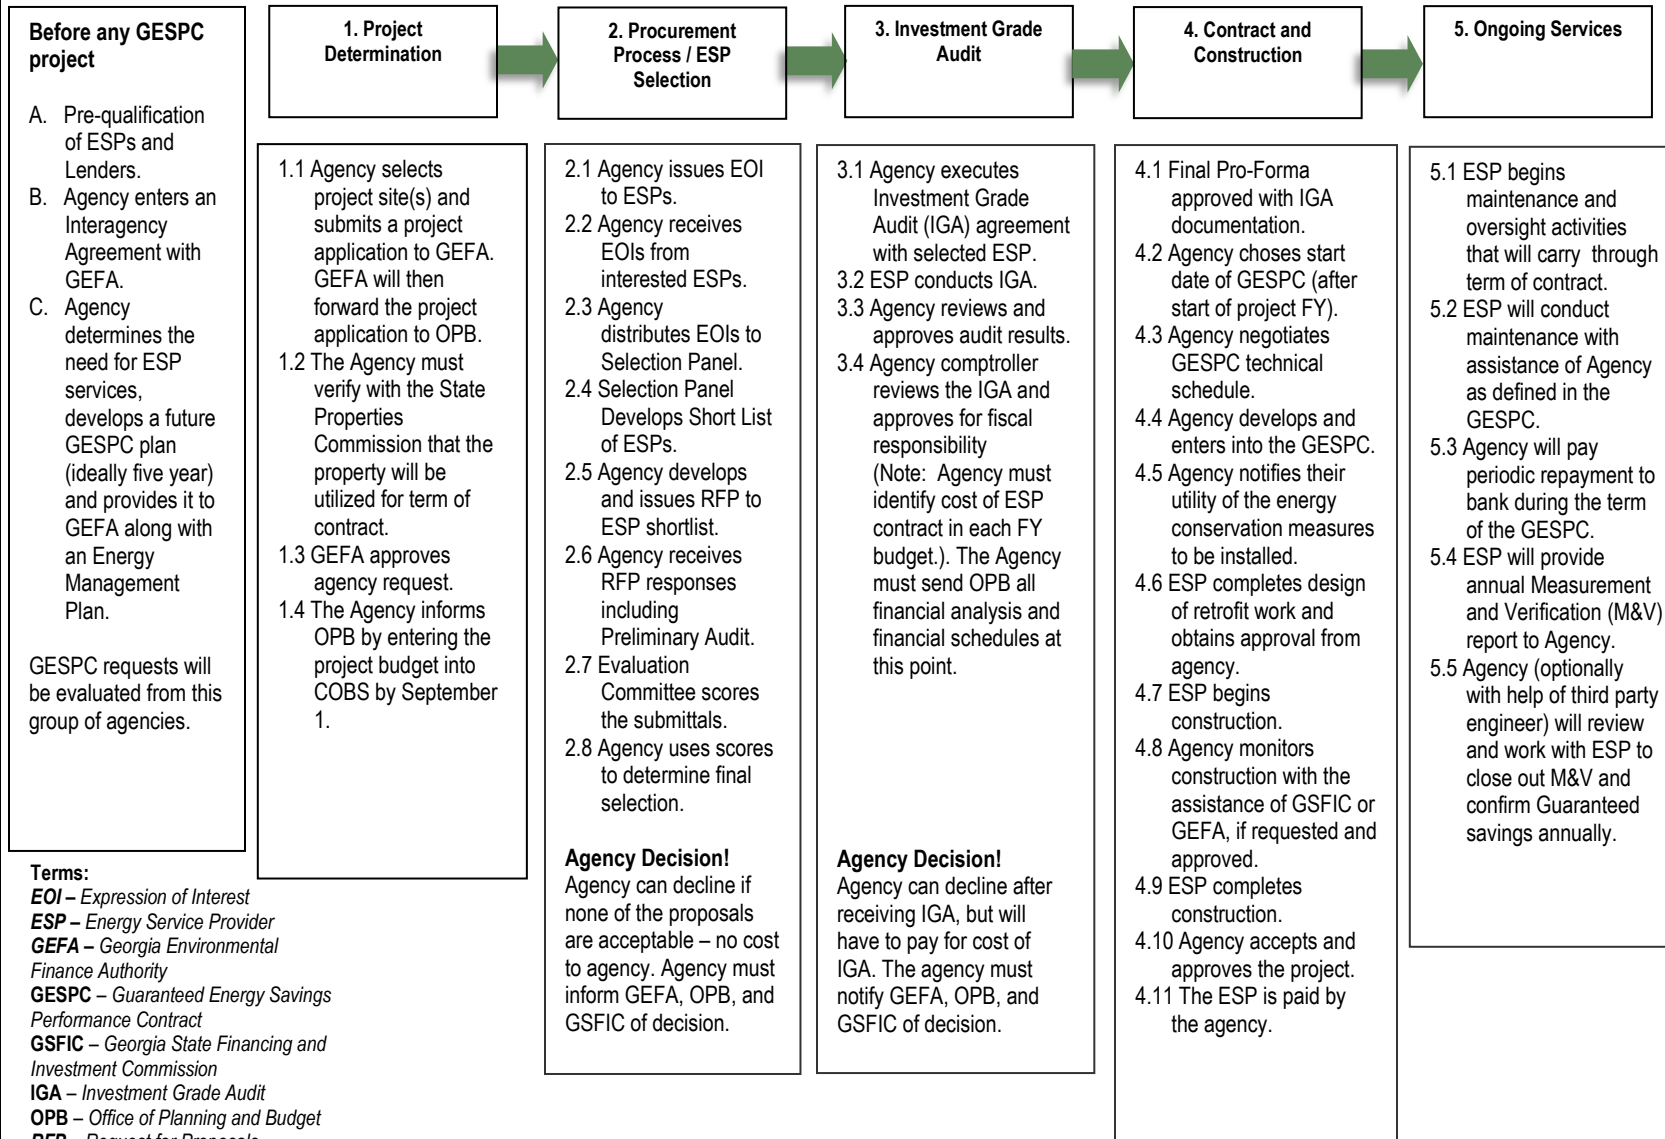 Before any GESPC
project
A. Pre-qualification
of ESPs and
Lenders.
B. Agency enters an
Interagency
Agreement with
GEFA.
C. Agency
determines the
need for ESP
services,
develops a future
GESPC plan
(ideally five year)
and provides it to
GEFA along with
an Energy
Management
Plan.
GESPC requests will
be evaluated from this
group of agencies.
1. Project
Determination
1.1 Agency selects
project site(s) and
submits a project
application to GEFA.
GEFA will then
forward the project
application to OPB.
1.2 The Agency must
verify with the State
Properties
Commission that the
property will be
utilized for term of
contract.
1.3 GEFA approves
agency request.
1.4 The Agency informs
OPB by entering the
project budget into
COBS by September
1.
2. Procurement
Process / ESP
Selection
2.1 Agency issues EOI
to ESPs.
2.2 Agency receives
EOIs from
interested ESPs.
2.3 Agency
distributes EOIs to
Selection Panel.
2.4 Selection Panel
Develops Short List
of ESPs.
2.5 Agency develops
and issues RFP to
ESP shortlist.
2.6 Agency receives
RFP responses
including
Preliminary Audit.
2.7 Evaluation
Committee scores
the submittals.
2.8 Agency uses scores
to determine final
selection.
Agency Decision!
Agency can decline if
none of the proposals
are acceptable – no cost
to agency. Agency must
inform GEFA, OPB, and
GSFIC of decision.
3. Investment Grade
Audit
3.1 Agency executes
Investment Grade
Audit (IGA) agreement
with selected ESP.
3.2 ESP conducts IGA.
3.3 Agency reviews and
approves audit results.
3.4 Agency comptroller
reviews the IGA and
approves for fiscal
responsibility
(Note: Agency must
identify cost of ESP
contract in each FY
budget.). The Agency
must send OPB all
financial analysis and
financial schedules at
this point.
Agency Decision!
Agency can decline after
receiving IGA, but will
have to pay for cost of
IGA. The agency must
notify GEFA, OPB, and
GSFIC of decision.
4. Contract and
Construction
4.1 Final Pro-Forma
approved with IGA
documentation.
4.2 Agency choses start
date of GESPC (after
start of project FY).
4.3 Agency negotiates
GESPC technical
schedule.
4.4 Agency develops and
enters into the GESPC.
4.5 Agency notifies their
utility of the energy
conservation measures
to be installed.
4.6 ESP completes design
of retrofit work and
obtains approval from
agency.
4.7 ESP begins
construction.
4.8 Agency monitors
construction with the
assistance of GSFIC or
GEFA, if requested and
approved.
4.9 ESP completes
construction.
4.10 Agency accepts and
approves the project.
4.11 The ESP is paid by
the agency.
5. Ongoing Services
5.1 ESP begins
maintenance and
oversight activities
that will carry through
term of contract.
5.2 ESP will conduct
maintenance with
assistance of Agency
as defined in the
GESPC.
5.3 Agency will pay
periodic repayment to
bank during the term
of the GESPC.
5.4 ESP will provide
annual Measurement
and Verification (M&V)
report to Agency.
5.5 Agency (optionally
with help of third party
engineer) will review
and work with ESP to
close out M&V and
confirm Guaranteed
savings annually.
Terms:
EOI – Expression of Interest
ESP – Energy Service Provider
GEFA – Georgia Environmental
Finance Authority
GESPC – Guaranteed Energy Savings
Performance Contract
GSFIC – Georgia State Financing and
Investment Commission
IGA – Investment Grade Audit
OPB – Office of Planning and Budget
RFP – Request for Proposals